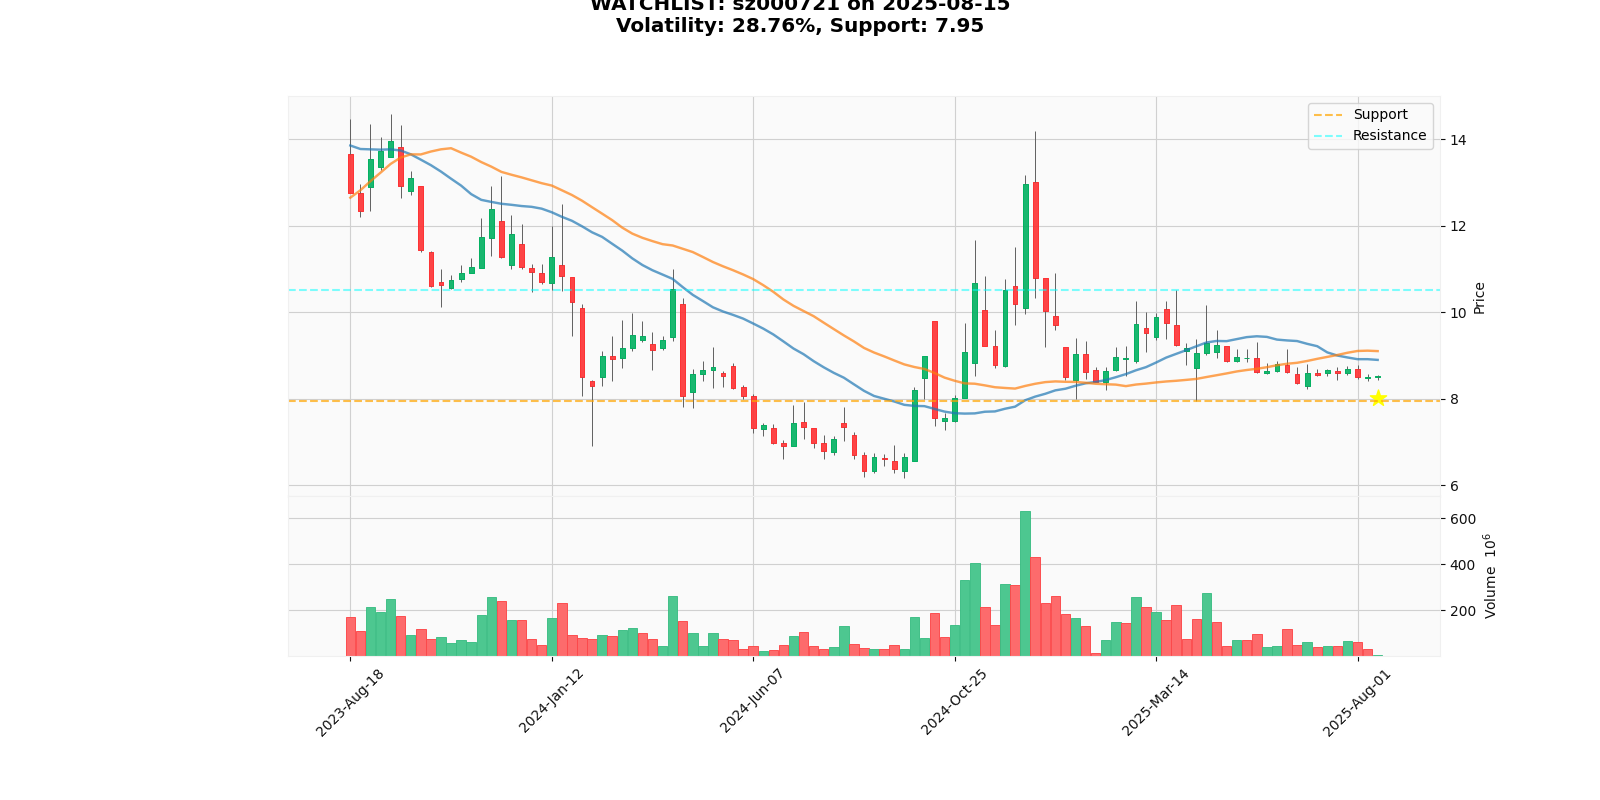 WATCHLIST: sz000721 on 2025-08-15
Volatility: 28.76%, Support: 7.95
Support
Resistance
14
12
10
8
6
Price
600
400
200
Volume 10^6
2023-Aug-18
2024-Jan-12
2024-Jun-07
2024-Oct-25
2025-Mar-14
2025-Aug-01